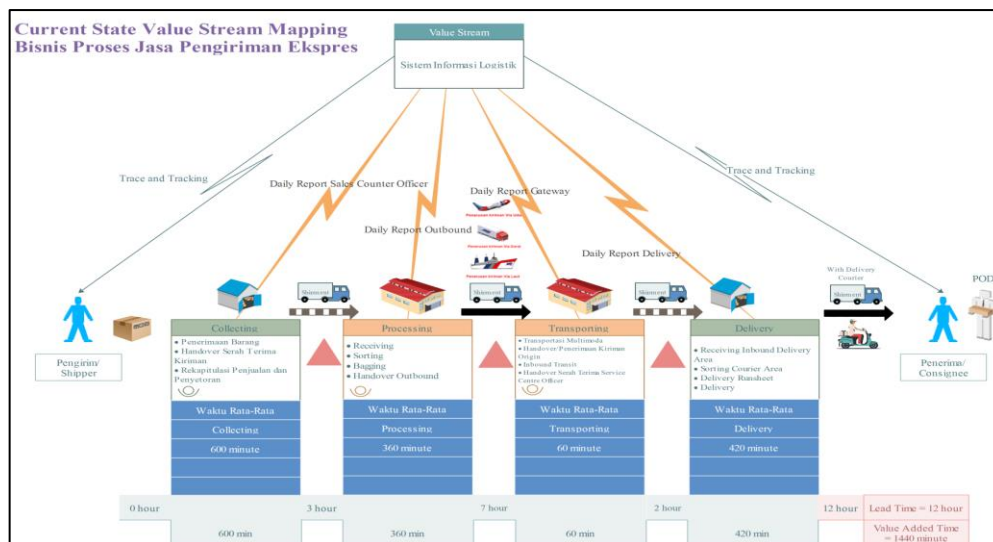 Current State Value Stream Mapping
Bisnis Proses Jasa Pengiriman Ekspres
Value Stream
Sistem Informasi Logistik
Trace and Tracking
Trace and Tracking
Daily Report Sales Counter Officer
Daily Report Gateway
Daily Report Outbound
Daily Report Delivery
With Delivery
Courier
POD
Shipment
Shipment
Shipment
Shipment
Pengirim/
Shipper
Penerima/
Consignee
Collecting
Penerimaan Barang
Handover Serah Terima
Kiriman
Rekapitulasi Penjualan dan
Penyetoran
Processing
Receiving
Sorting
Bagging
Handover Outbound
Transporting
Transportasi Multimoda
Handover/Penerimaan Kiriman
Origin
Inbound Transit
Handover Serah Terima Service
Centre Officer
Delivery
Receiving Inbound Delivery
Area
Sorting Courier Area
Delivery Runsheet
Delivery
Waktu Rata-Rata
Collecting
600 minute
Waktu Rata-Rata
Processing
360 minute
Waktu Rata-Rata
Transporting
60 minute
Waktu Rata-Rata
Delivery
420 minute
0 hour
3 hour
7 hour
2 hour
12 hour
Lead Time = 12 hour
600 min
360 min
60 min
420 min
Value Added Time
= 1440 minute